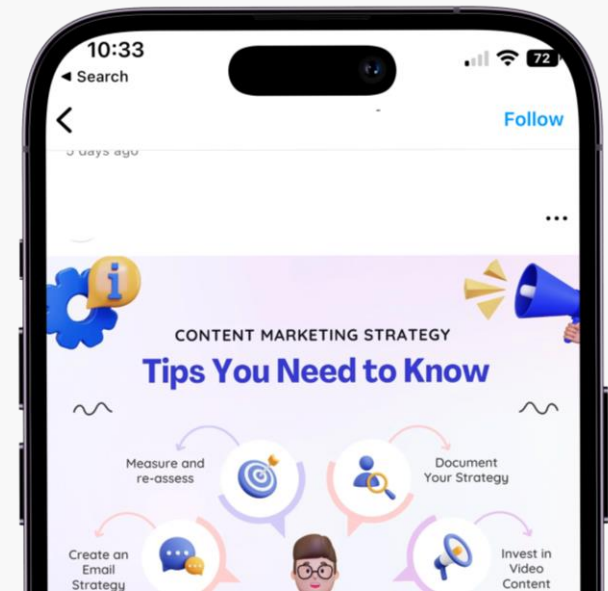 10:33
72
◀ Search
Follow
5 days ago
CONTENT MARKETING STRATEGY
Tips You Need to Know
Measure and
re-assess
Document
Your Strategy
Create an
Email
Strategy
Invest in
Video
Content